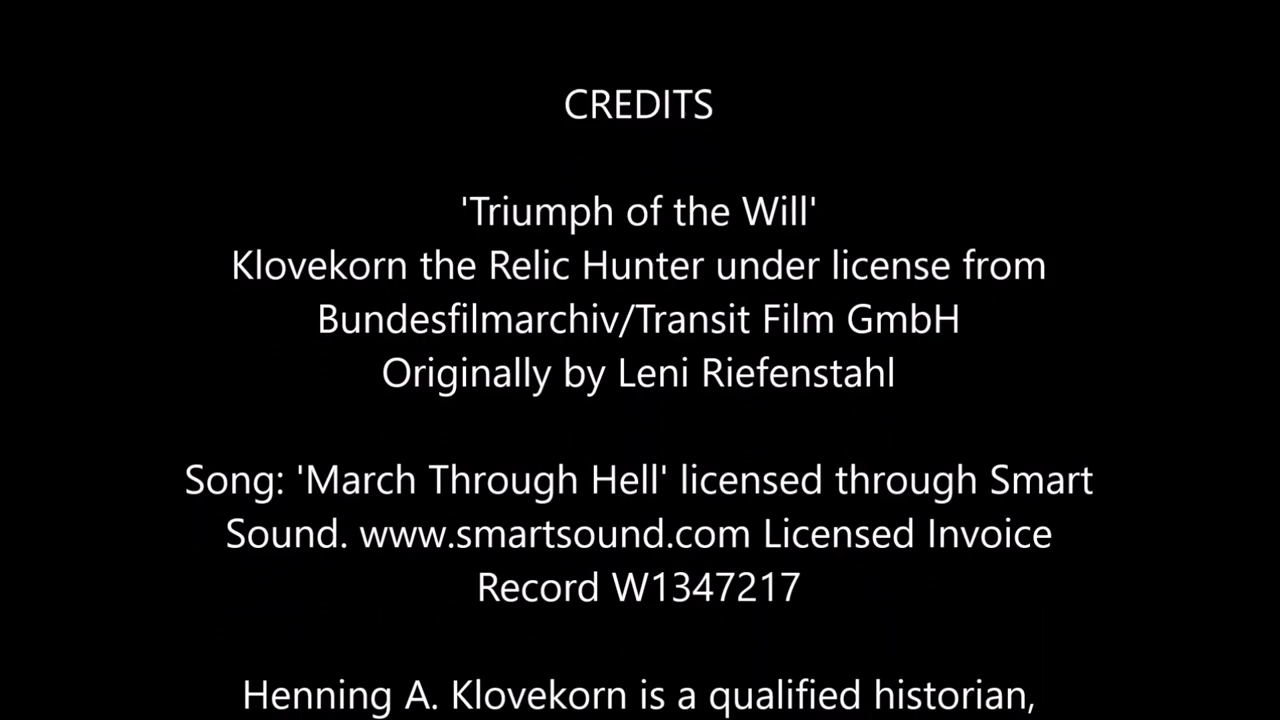 CREDITS
'Triumph of the Will'
Klovekorn the Relic Hunter under license from
Bundesfilmarchiv/Transit Film GmbH
Originally by Leni Riefenstahl
Song: 'March Through Hell' licensed through Smart
Sound. www.smartsound.com Licensed Invoice
Record W1347217
Henning A. Klovekorn is a qualified historian,